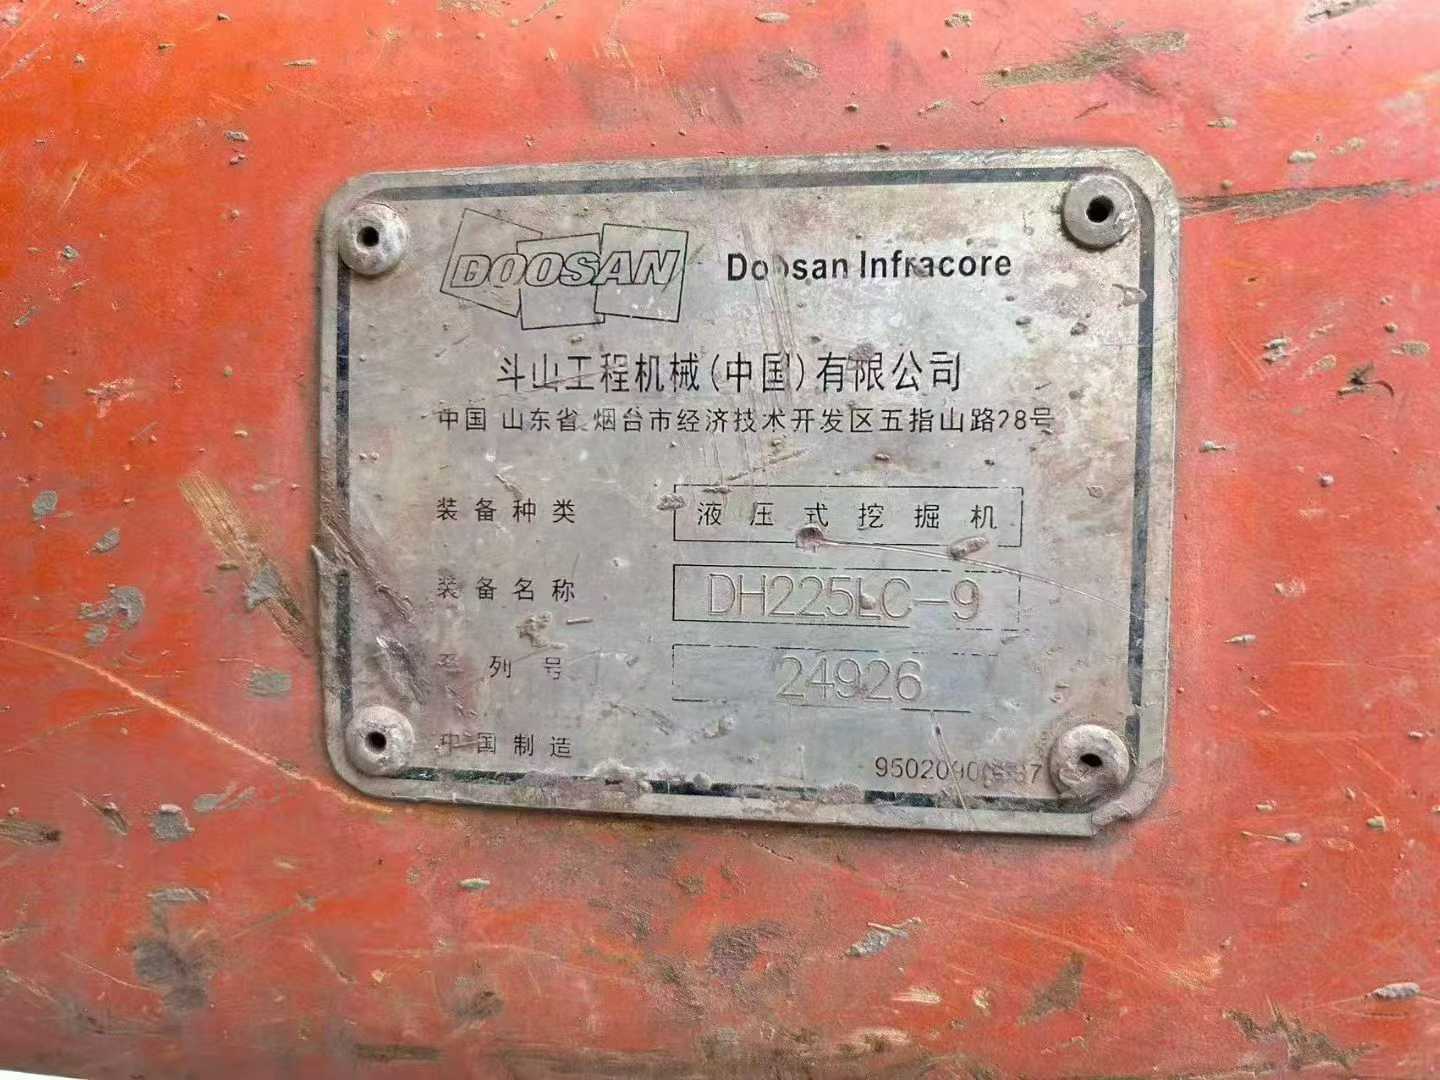 DOOSAN Doosan Infracore
斗山工程机械(中国)有限公司
中国 山东省 烟台市经济技术开发区五指山路28号
装备种类 液压式挖掘机
装备名称 DH225LC-9
系列号 24926
中国制造